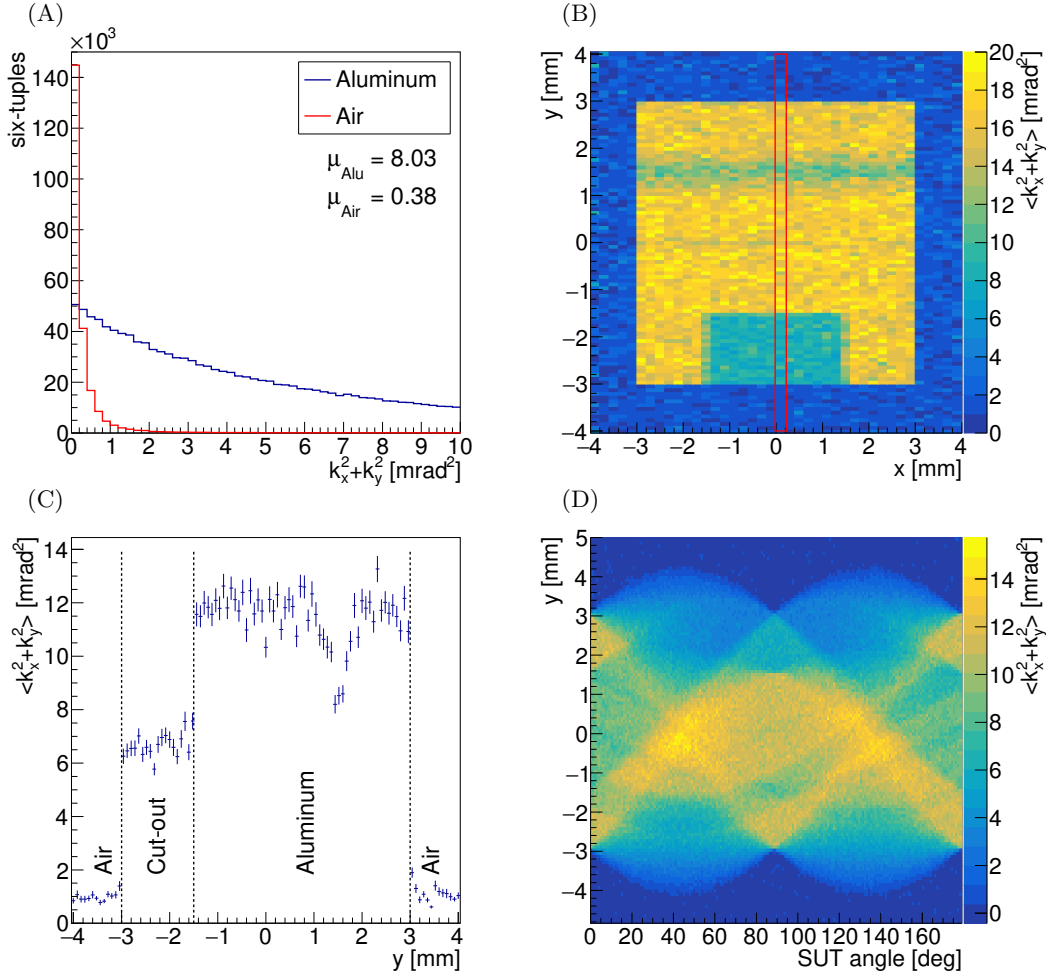 (A)
×10³
six-tuples
140
120
100
80
60
40
20
0
0 1 2 3 4 5 6 7 8 9 10
k²ₓ+k²ᵧ [mrad²]
Aluminum
Air
μ_Alu = 8.03
μ_Air = 0.38
(B)
y [mm]
4
3
2
1
0
−1
−2
−3
−4
−4 −3 −2 −1 0 1 2 3 4
x [mm]
20
18
16
14
12
10
8
6
4
2
0
<k²ₓ+k²ᵧ> [mrad²]
(C)
<k²ₓ+k²ᵧ> [mrad²]
14
12
10
8
6
4
2
0
Air
Cut-out
Aluminum
Air
−4 −3 −2 −1 0 1 2 3 4
y [mm]
(D)
y [mm]
5
4
3
2
1
0
−1
−2
−3
−4
0 20 40 60 80 100 120 140 160
SUT angle [deg]
14
12
10
8
6
4
2
0
<k²ₓ+k²ᵧ> [mrad²]